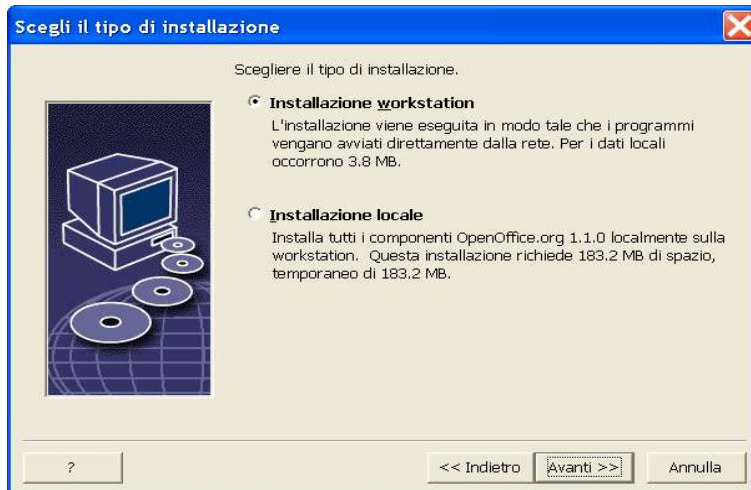 Scegli il tipo di installazione
Scegliere il tipo di installazione.
Installazione workstation
L'installazione viene eseguita in modo tale che i programmi
vengano avviati direttamente dalla rete. Per i dati locali
occorrono 3.8 MB.
Installazione locale
Installa tutti i componenti OpenOffice.org 1.1.0 localmente sulla
workstation. Questa installazione richiede 183.2 MB di spazio,
temporaneo di 183.2 MB.
? << Indietro Avanti >> Annulla